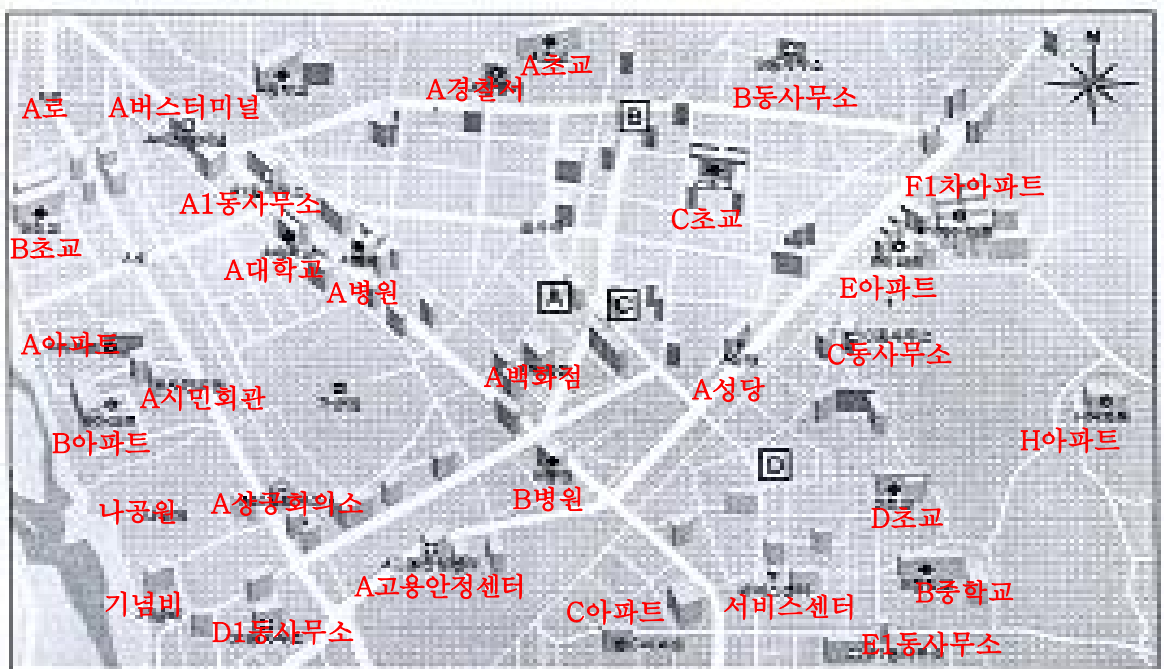 A초교
A경찰서
B동사무소
A로
A버스터미널
B
F1차아파트
A1동사무소
C초교
B초교
A대학교
A병원
E아파트
A
C
A아파트
C동사무소
A백화점
A성당
A시민회관
B아파트
H아파트
D
나공원
A상공회의소
B병원
D초교
A고용안정센터
기념비
C아파트
서비스센터
B중학교
D1동사무소
E1동사무소